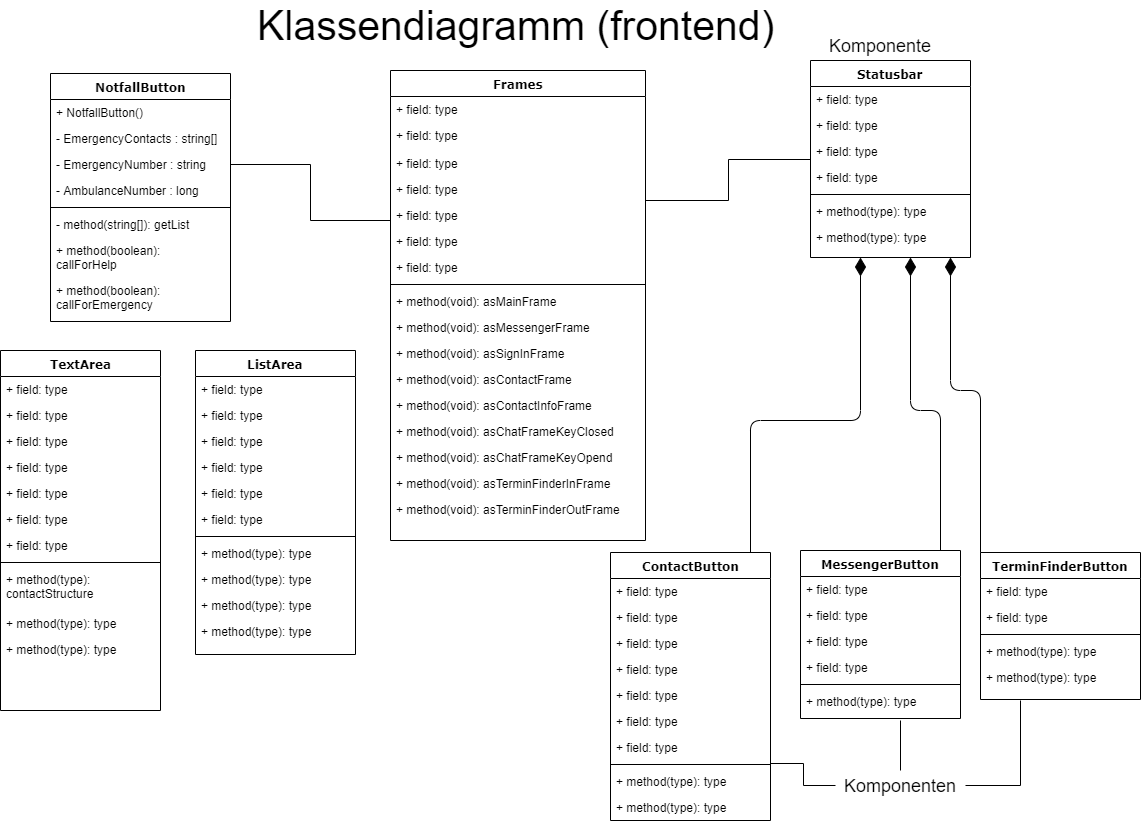 Klassendiagramm (frontend)
Komponente
NotfallButton
+ NotfallButton()
- EmergencyContacts : string[]
- EmergencyNumber : string
- AmbulanceNumber : long
- method(string[]): getList
+ method(boolean):
callForHelp
+ method(boolean):
callForEmergency
Frames
+ field: type
+ field: type
+ field: type
+ field: type
+ field: type
+ field: type
+ field: type
+ method(void): asMainFrame
+ method(void): asMessengerFrame
+ method(void): asSignInFrame
+ method(void): asContactFrame
+ method(void): asContactInfoFrame
+ method(void): asChatFrameKeyClosed
+ method(void): asChatFrameKeyOpend
+ method(void): asTerminFinderInFrame
+ method(void): asTerminFinderOutFrame
Statusbar
+ field: type
+ field: type
+ field: type
+ field: type
+ method(type): type
+ method(type): type
TextArea
+ field: type
+ field: type
+ field: type
+ field: type
+ field: type
+ field: type
+ field: type
+ method(type):
contactStructure
+ method(type): type
+ method(type): type
ListArea
+ field: type
+ field: type
+ field: type
+ field: type
+ field: type
+ field: type
+ method(type): type
+ method(type): type
+ method(type): type
+ method(type): type
ContactButton
+ field: type
+ field: type
+ field: type
+ field: type
+ field: type
+ field: type
+ field: type
+ method(type): type
+ method(type): type
MessengerButton
+ field: type
+ field: type
+ field: type
+ field: type
+ method(type): type
TerminFinderButton
+ field: type
+ field: type
+ method(type): type
+ method(type): type
Komponenten